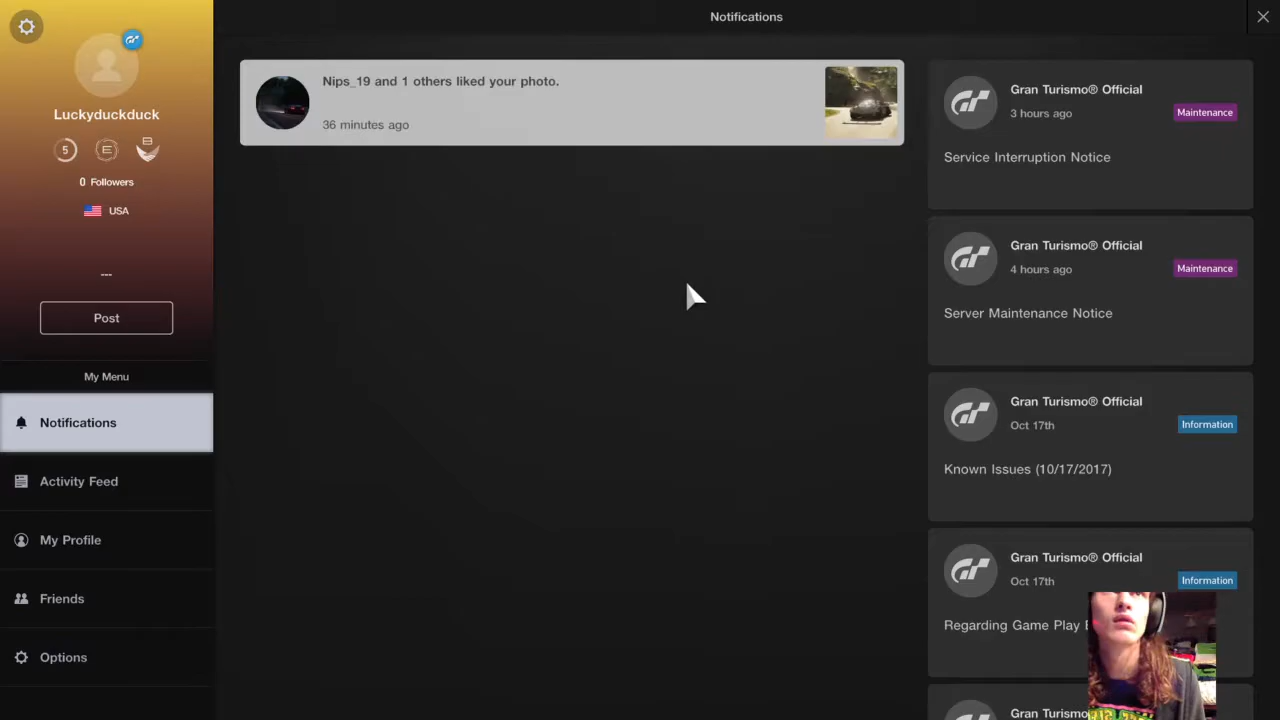 Notifications
Luckyduckduck
5 E B
0 Followers
USA
---
Post
My Menu
Notifications
Activity Feed
My Profile
Friends
Options
Nips_19 and 1 others liked your photo.
36 minutes ago
Gran Turismo® Official
3 hours ago
Maintenance
Service Interruption Notice
Gran Turismo® Official
4 hours ago
Maintenance
Server Maintenance Notice
Gran Turismo® Official
Oct 17th
Information
Known Issues (10/17/2017)
Gran Turismo® Official
Oct 17th
Information
Regarding Game Play
Gran Turismo® Official